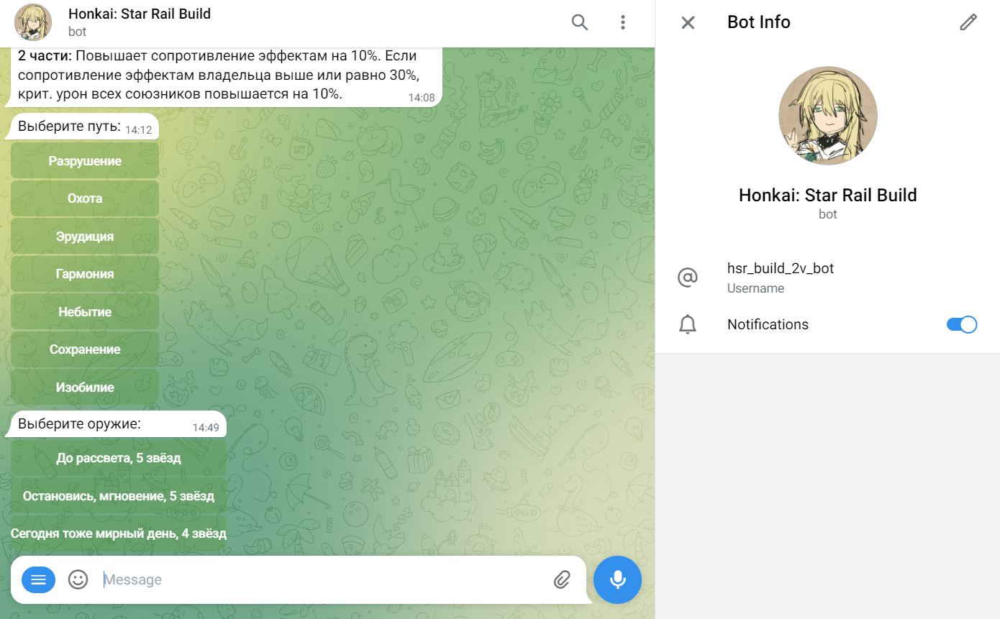 Honkai: Star Rail Build
bot
2 части: Повышает сопротивление эффектам на 10%. Если
сопротивление эффектам владельца выше или равно 30%,
крит. урон всех союзников повышается на 10%.
14:08
Выберите путь: 14:12
Разрушение
Охота
Эрудиция
Гармония
Небытие
Сохранение
Изобилие
Выберите оружие: 14:49
До рассвета, 5 звёзд
Остановись, мгновение, 5 звёзд
Сегодня тоже мирный день, 4 звёзд
Message
Bot Info
Honkai: Star Rail Build
bot
hsr_build_2v_bot
Username
Notifications